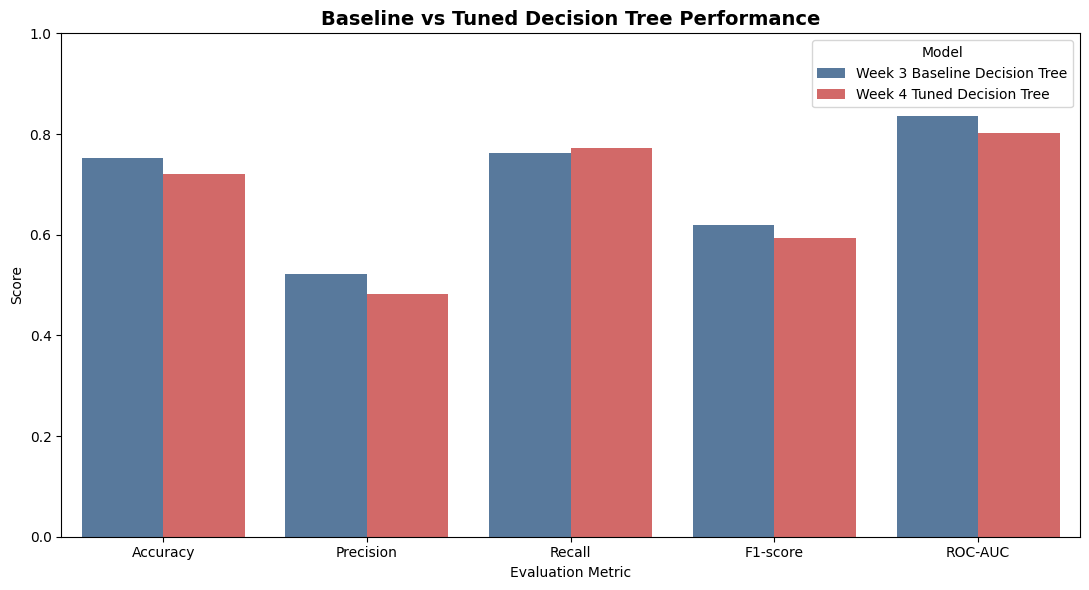 Baseline vs Tuned Decision Tree Performance
Model
Week 3 Baseline Decision Tree
Week 4 Tuned Decision Tree
1.0
0.8
0.6
0.4
0.2
0.0
Score
Accuracy Precision Recall F1-score ROC-AUC
Evaluation Metric